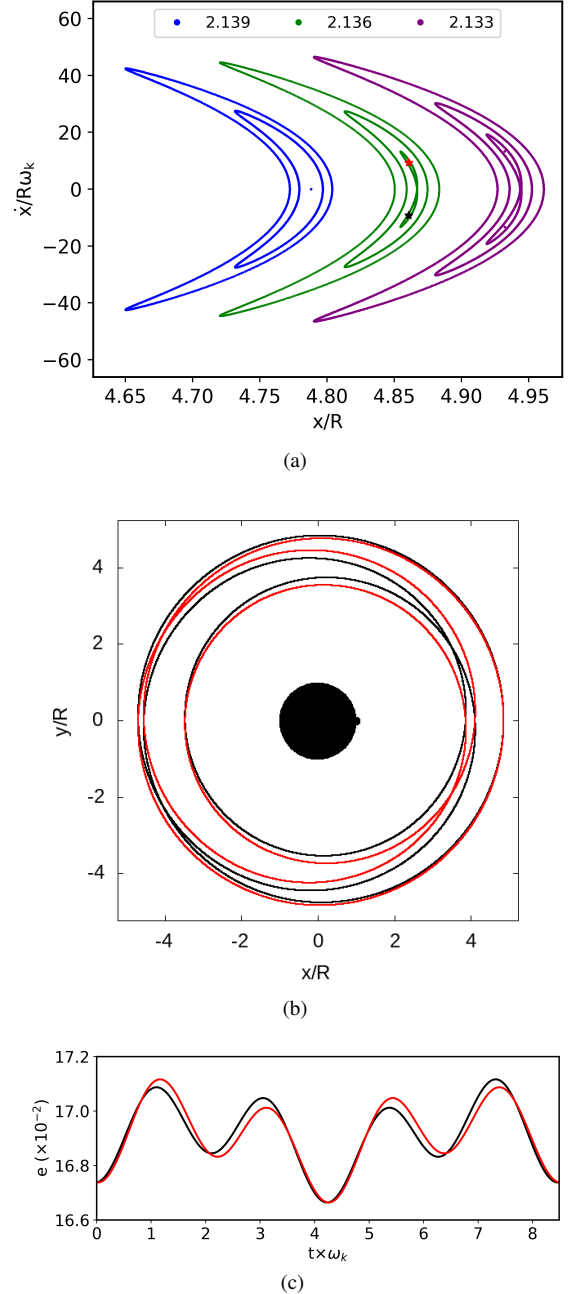 2.139 2.136 2.133
60
40
20
0
−20
−40
−60
ẋ/Rω_k
4.65 4.70 4.75 4.80 4.85 4.90 4.95
x/R
(a)
4
2
0
-2
-4
y/R
-4 -2 0 2 4
x/R
(b)
17.2
17.0
16.8
16.6
e (×10⁻²)
0 1 2 3 4 5 6 7 8
t×ω_k
(c)